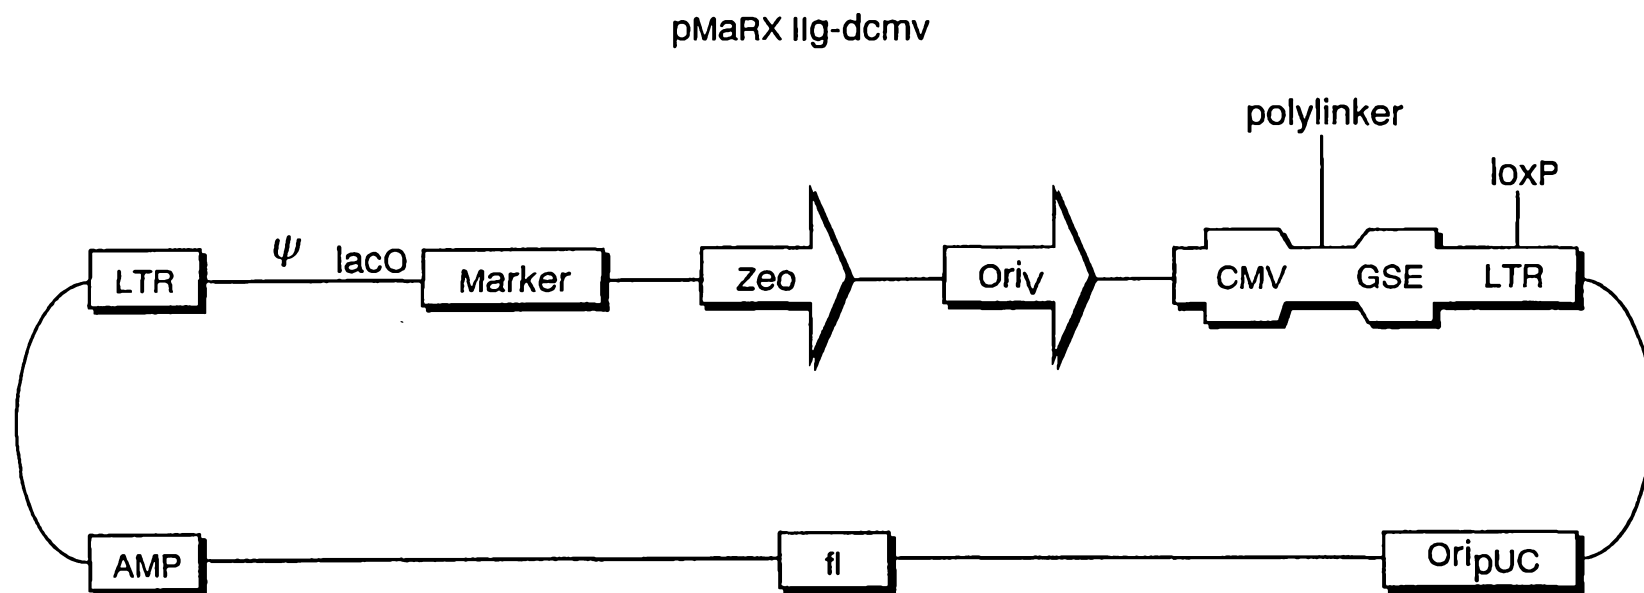 pMaRX IIg-dcmv
polylinker
loxP
ψ lacO
LTR Marker Zeo OriV CMV GSE LTR
AMP fl OripUC